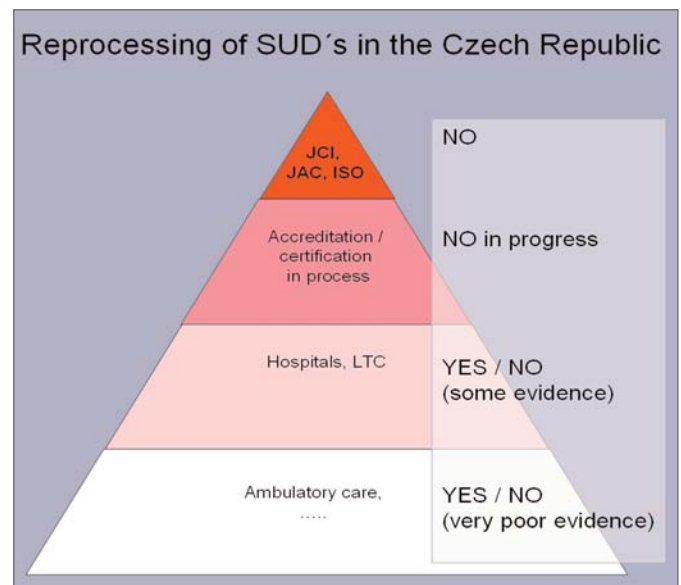 Reprocessing of SUD´s in the Czech Republic
JCI,
JAC, ISO
NO
Accreditation /
certification
in process
NO in progress
Hospitals, LTC
YES / NO
(some evidence)
Ambulatory care,
.....
YES / NO
(very poor evidence)